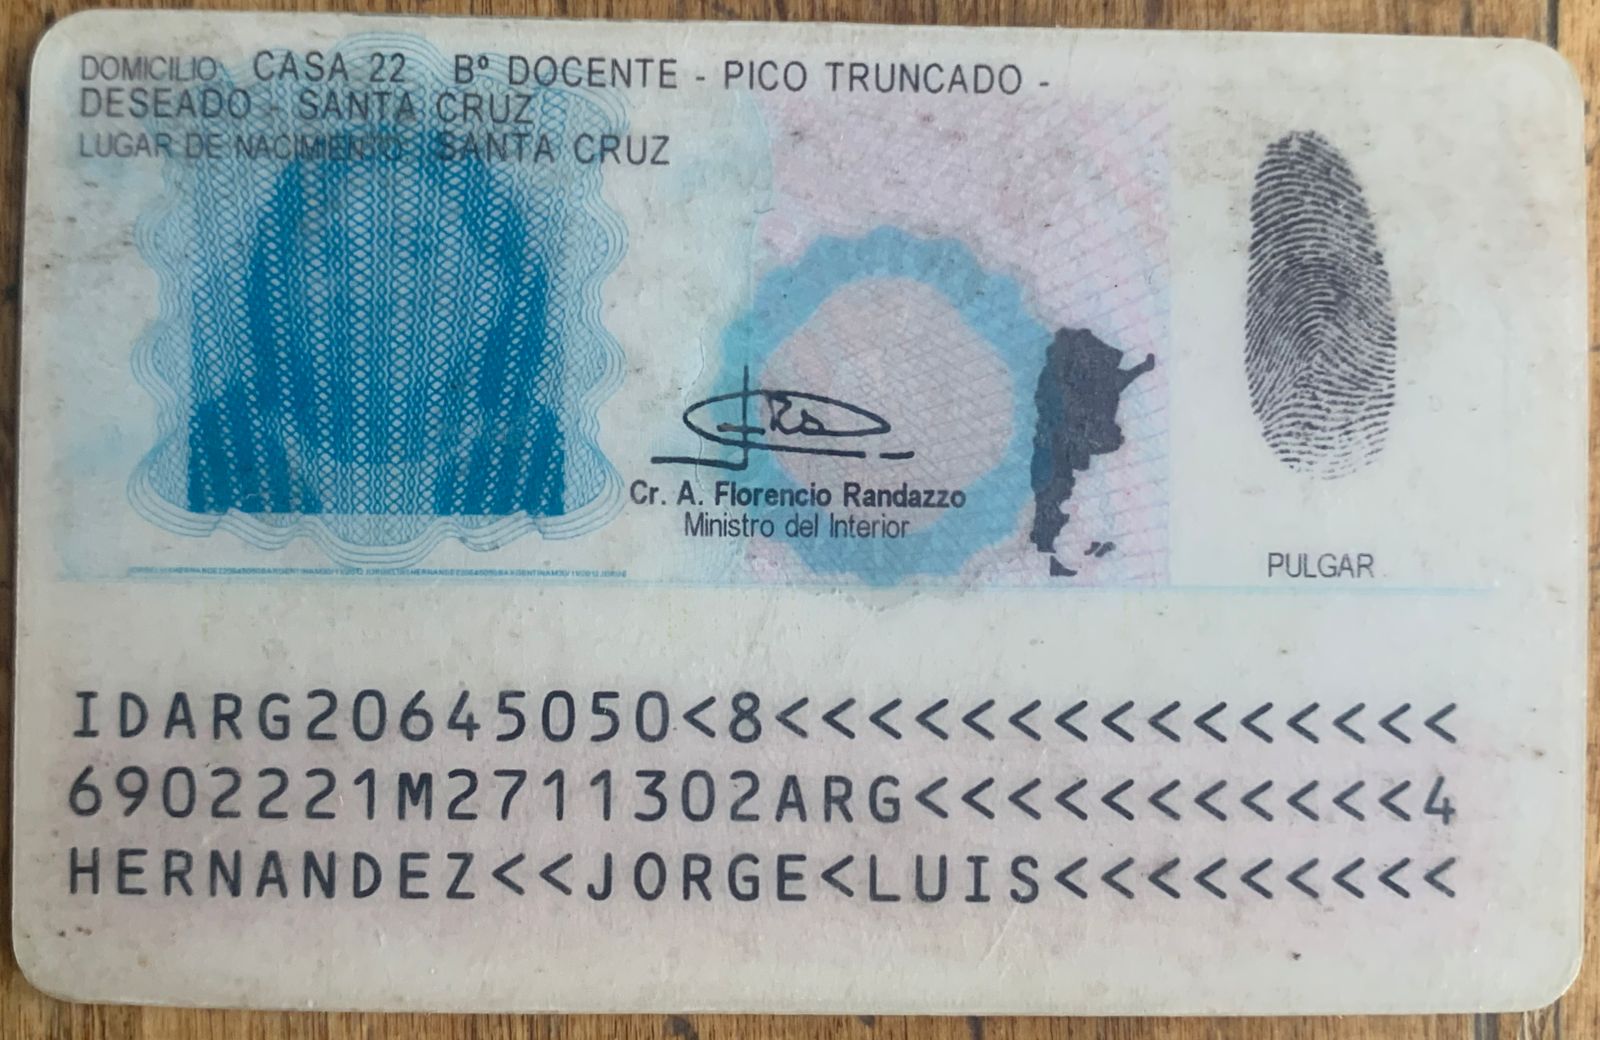 DOMICILIO: CASA 22 Bº DOCENTE - PICO TRUNCADO -
DESEADO - SANTA CRUZ
LUGAR DE NACIMIENTO: SANTA CRUZ
Cr. A. Florencio Randazzo
Ministro del Interior
PULGAR
IDARG20645050<8<<<<<<<<<<<<<<<
6902221M2711302ARG<<<<<<<<<<<4
HERNANDEZ<<JORGE<LUIS<<<<<<<<<